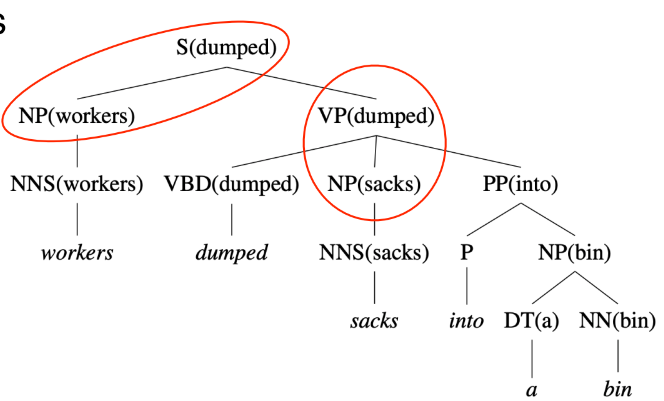 s
S(dumped)
NP(workers) VP(dumped)
NNS(workers) VBD(dumped) NP(sacks) PP(into)
workers dumped NNS(sacks) P NP(bin)
sacks into DT(a) NN(bin)
a bin